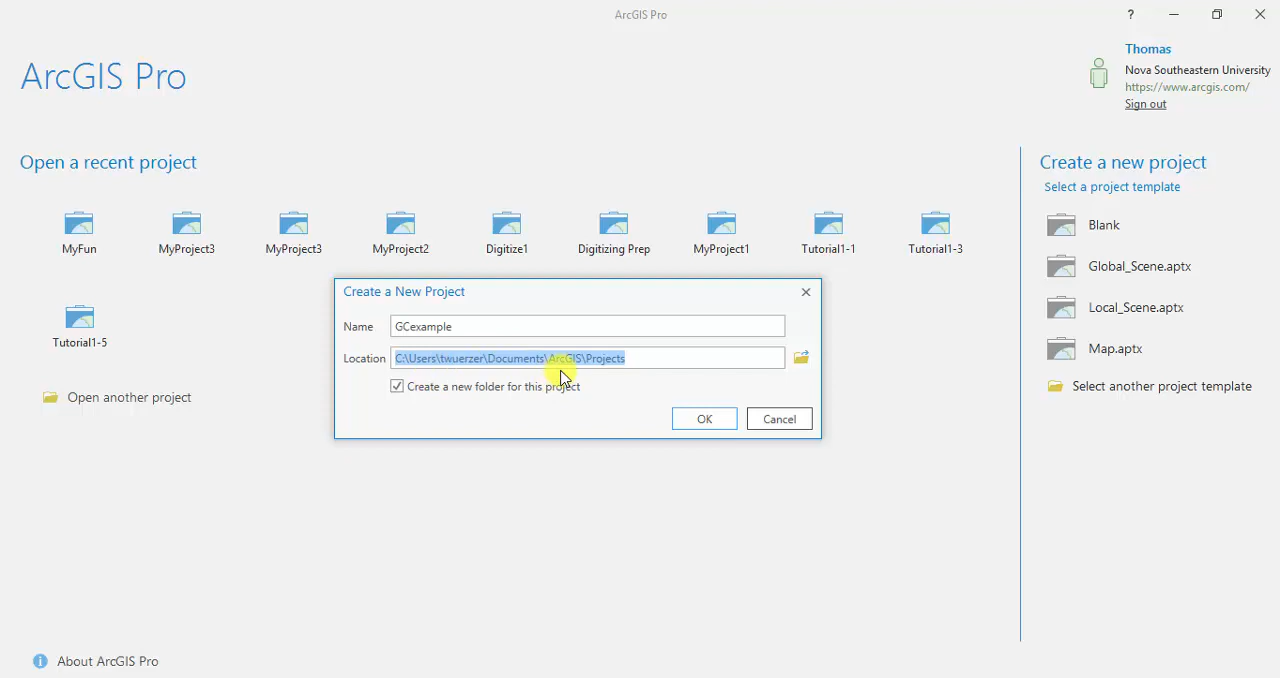 ArcGIS Pro
?
Thomas
Nova Southeastern University
https://www.arcgis.com/
Sign out
ArcGIS Pro
Open a recent project
MyFun
MyProject3
MyProject3
MyProject2
Digitize1
Digitizing Prep
MyProject1
Tutorial1-1
Tutorial1-3
Tutorial1-5
Open another project
Create a New Project
Name GCexample
Location C:\Users\twuerzer\Documents\ArcGIS\Projects
Create a new folder for this project
OK Cancel
Create a new project
Select a project template
Blank
Global_Scene.aptx
Local_Scene.aptx
Map.aptx
Select another project template
About ArcGIS Pro